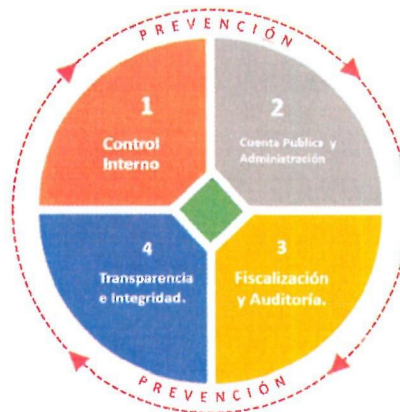 PREVENCIÓN
1
Control
Interno
2
Cuenta Publica y
Administración
4
Transparencia
e Integridad.
3
Fiscalización
y Auditoría.
PREVENCIÓN